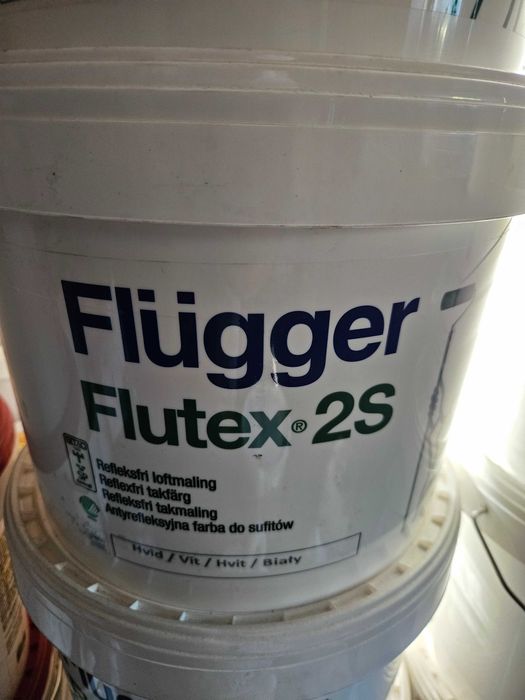 Flügger
Flutex® 2S
Refleksfri loftmaling
Reflexfri takfärg
Refleksfri takmaling
Antyrefleksyjna farba do sufitów
Hvid / Vit / Hvit / Biały